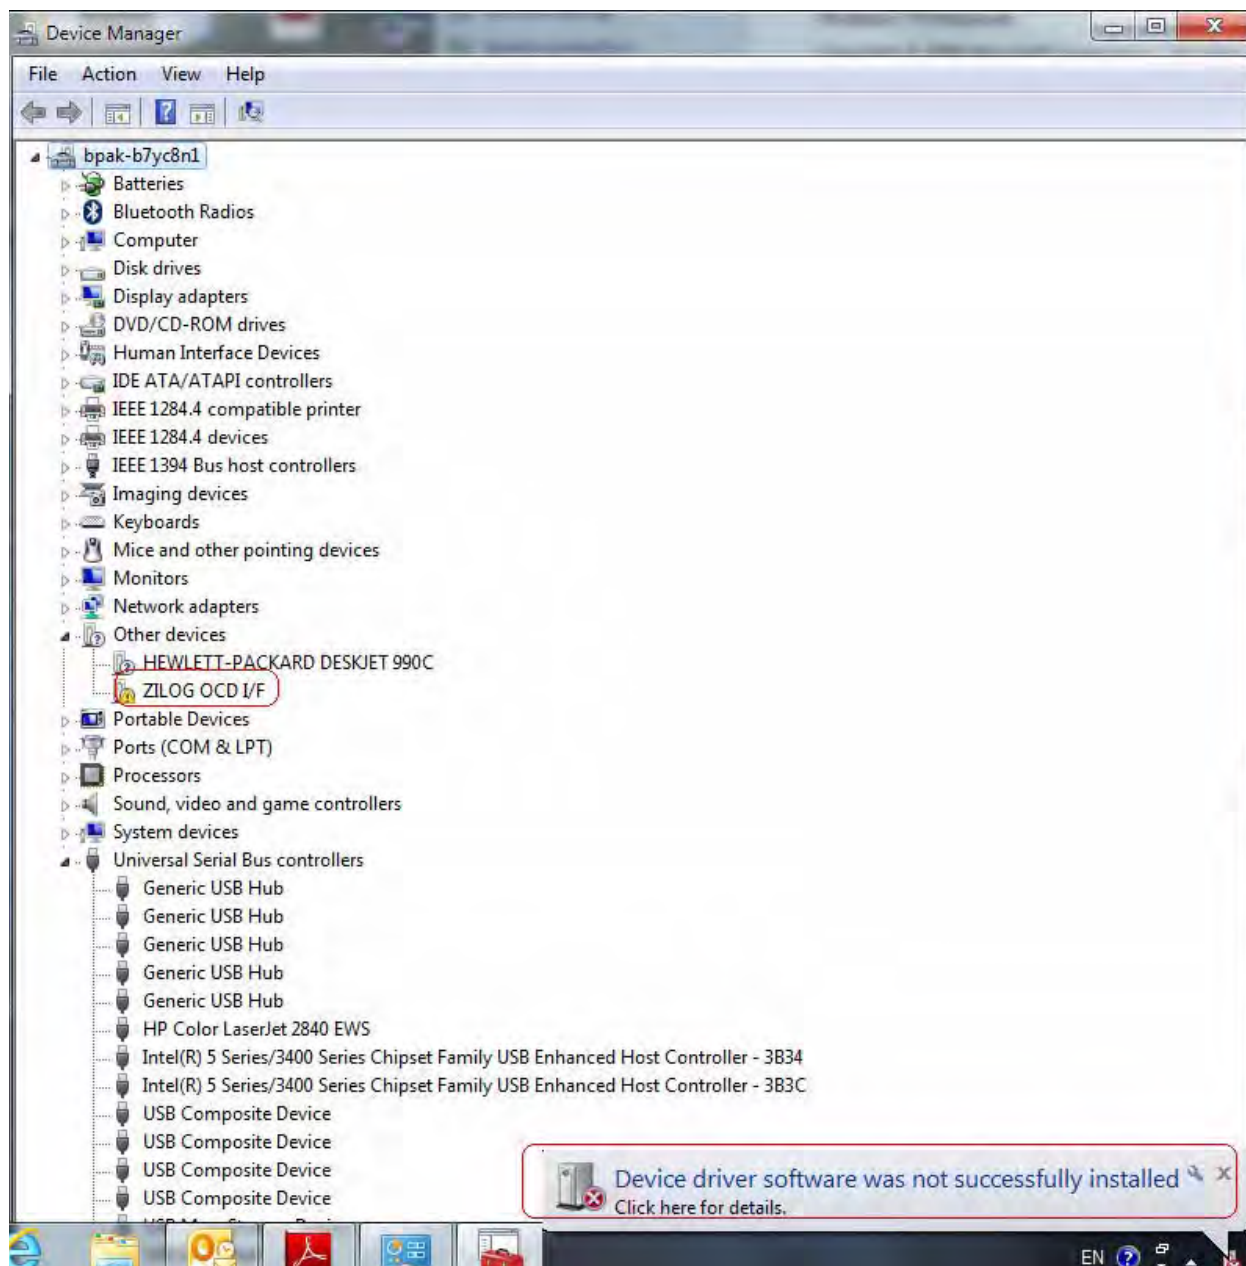 Device Manager
File Action View Help
bpak-b7yc8n1
Batteries
Bluetooth Radios
Computer
Disk drives
Display adapters
DVD/CD-ROM drives
Human Interface Devices
IDE ATA/ATAPI controllers
IEEE 1284.4 compatible printer
IEEE 1284.4 devices
IEEE 1394 Bus host controllers
Imaging devices
Keyboards
Mice and other pointing devices
Monitors
Network adapters
Other devices
HEWLETT-PACKARD DESKJET 990C
ZILOG OCD I/F
Portable Devices
Ports (COM & LPT)
Processors
Sound, video and game controllers
System devices
Universal Serial Bus controllers
Generic USB Hub
Generic USB Hub
Generic USB Hub
Generic USB Hub
Generic USB Hub
HP Color LaserJet 2840 EWS
Intel(R) 5 Series/3400 Series Chipset Family USB Enhanced Host Controller - 3B34
Intel(R) 5 Series/3400 Series Chipset Family USB Enhanced Host Controller - 3B3C
USB Composite Device
USB Composite Device
USB Composite Device
USB Composite Device
Device driver software was not successfully installed
Click here for details.
EN